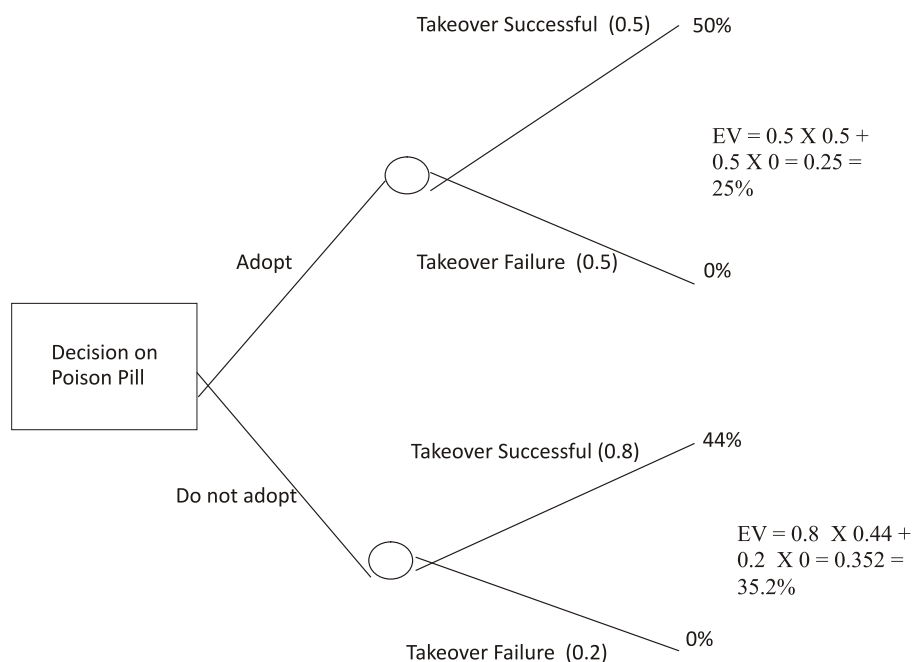 Takeover Successful (0.5)
50%
EV = 0.5 X 0.5 +
0.5 X 0 = 0.25 =
25%
Adopt
Takeover Failure (0.5)
0%
Decision on
Poison Pill
Takeover Successful (0.8)
44%
Do not adopt
EV = 0.8 X 0.44 +
0.2 X 0 = 0.352 =
35.2%
Takeover Failure (0.2)
0%